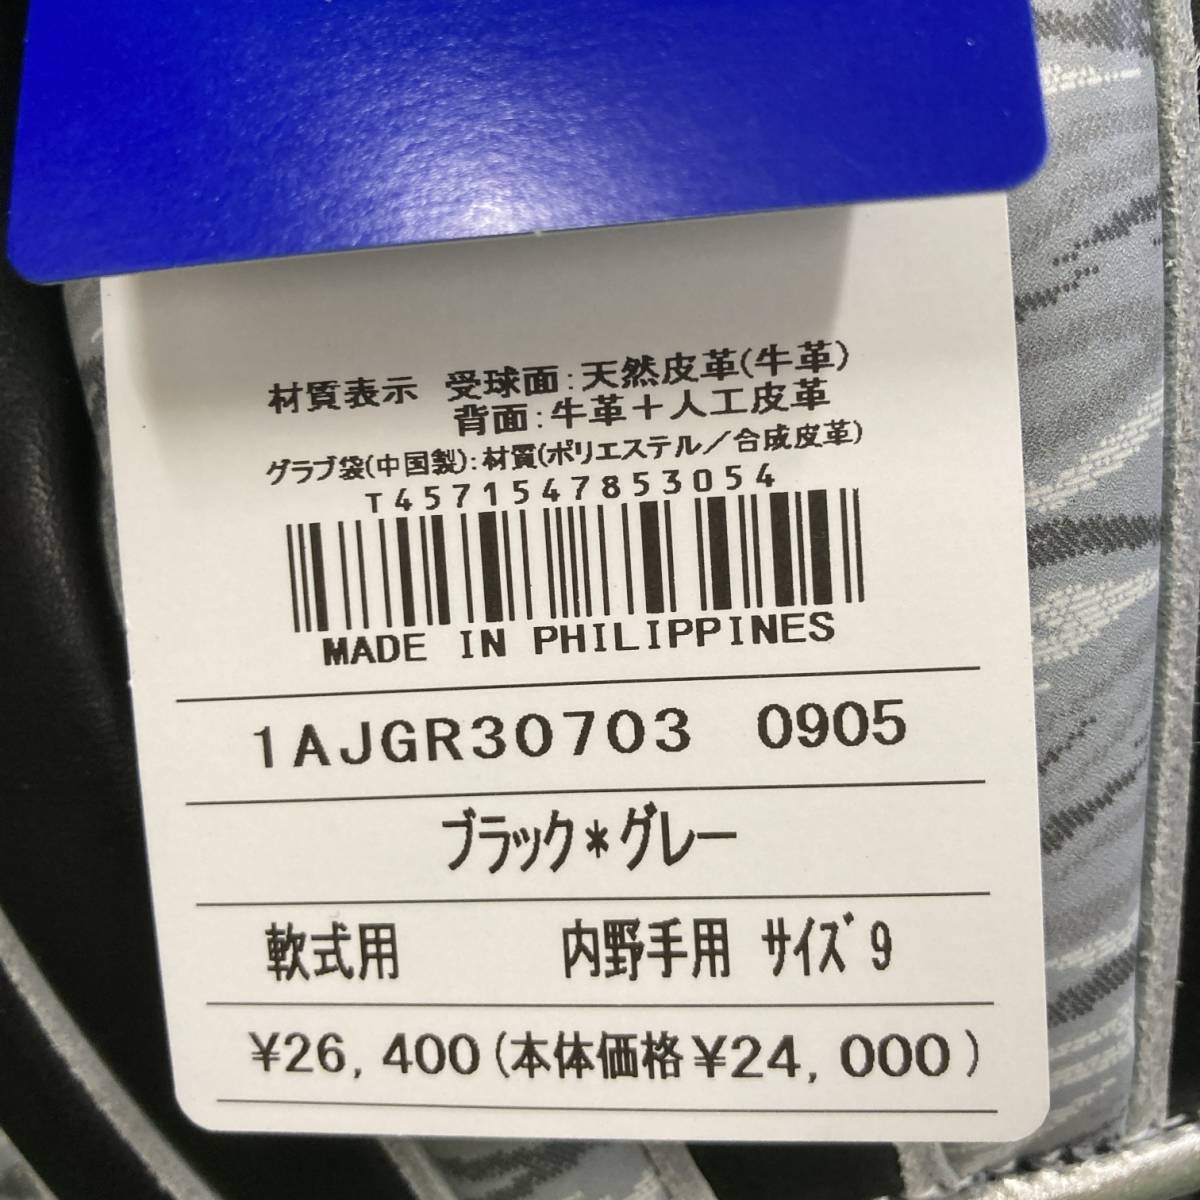 材質表示 受球面:天然皮革(牛革)
背面:牛革＋人工皮革
グラブ袋(中国製):材質(ポリエステル／合成皮革)
T4571547853054
MADE IN PHILIPPINES
1AJGR30703 0905
ブラック*グレー
軟式用 内野手用 サイズ9
¥26,400(本体価格¥24,000)